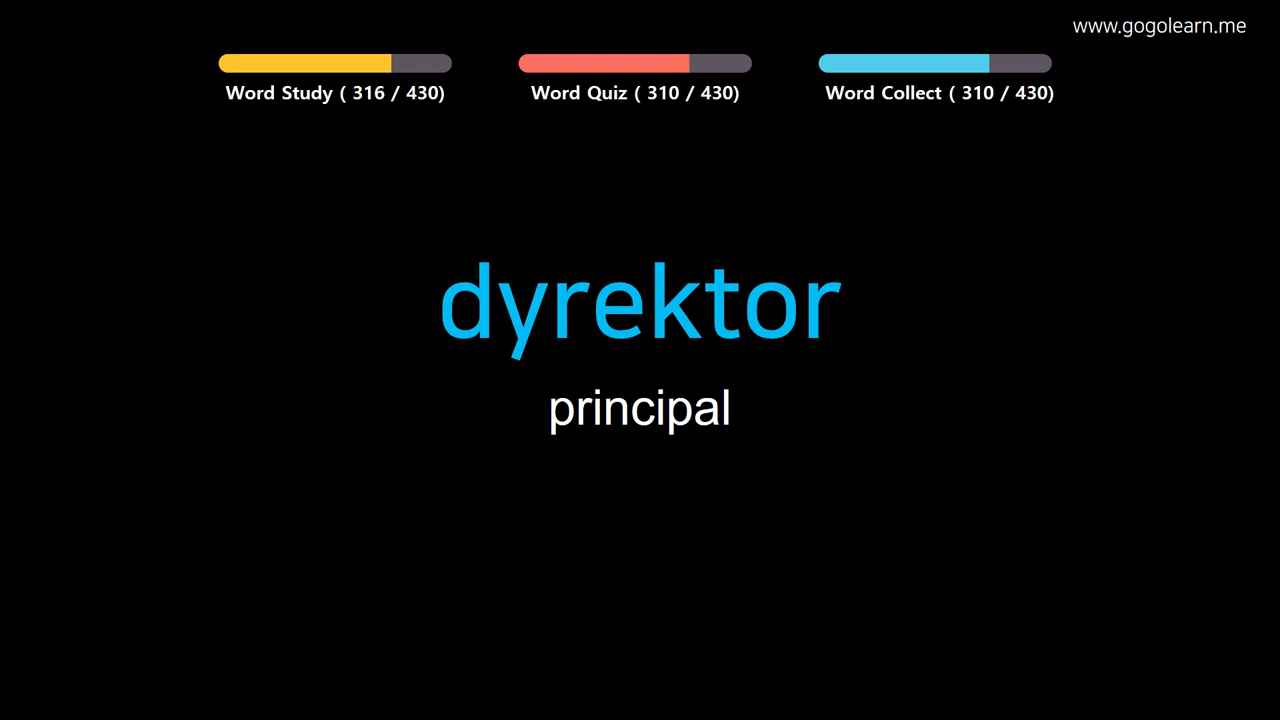 www.gogolearn.me
Word Study ( 316 / 430)
Word Quiz ( 310 / 430)
Word Collect ( 310 / 430)
dyrektor
principal